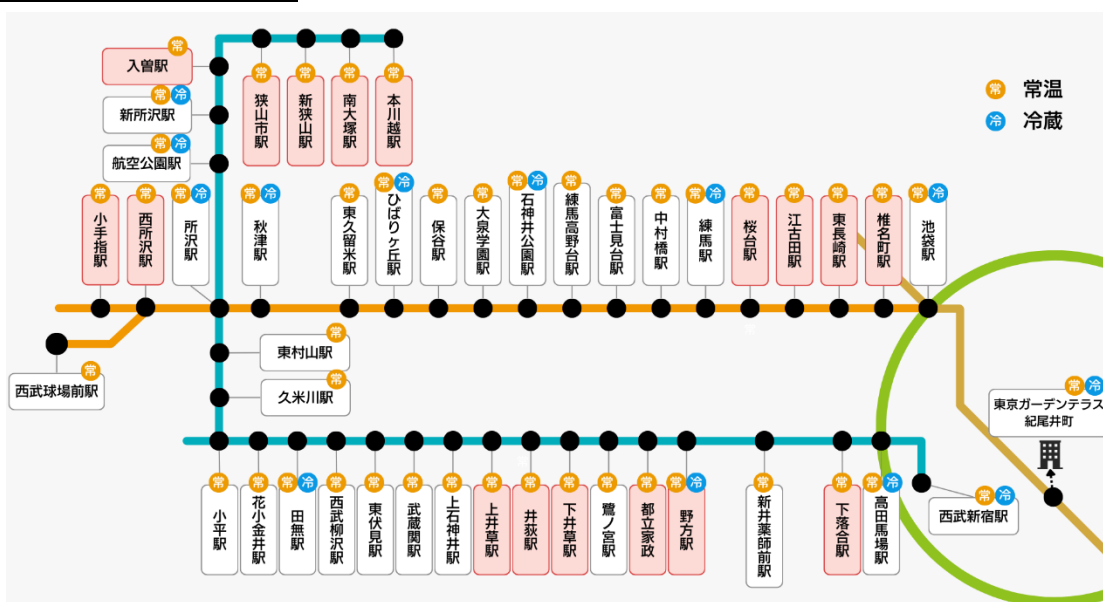 常
入曽駅
常 冷
新所沢駅
常 冷
航空公園駅
常
狭山市駅
常
新狭山駅
常
南大塚駅
常
本川越駅
常 常温
冷 冷蔵
常
小手指駅
常
西所沢駅
常 冷
所沢駅
常 冷
秋津駅
常
東久留米駅
常 冷
ひばりヶ丘駅
常
保谷駅
常
大泉学園駅
常 冷
石神井公園駅
常
練馬高野台駅
常
富士見台駅
常
中村橋駅
常 冷
練馬駅
常
桜台駅
常
江古田駅
常
東長崎駅
常
椎名町駅
常 冷
池袋駅
常
常
西武球場前駅
常
東村山駅
常
久米川駅
常 冷
東京ガーデンテラス
紀尾井町
常
小平駅
常
花小金井駅
常 冷
田無駅
常
西武柳沢駅
常
東伏見駅
常
武蔵関駅
常
上石神井駅
常
上井草駅
常
井荻駅
常
下井草駅
常
鷺ノ宮駅
常
都立家政
常 冷
野方駅
常
新井薬師前駅
常
下落合駅
常 冷
高田馬場駅
常 冷
西武新宿駅